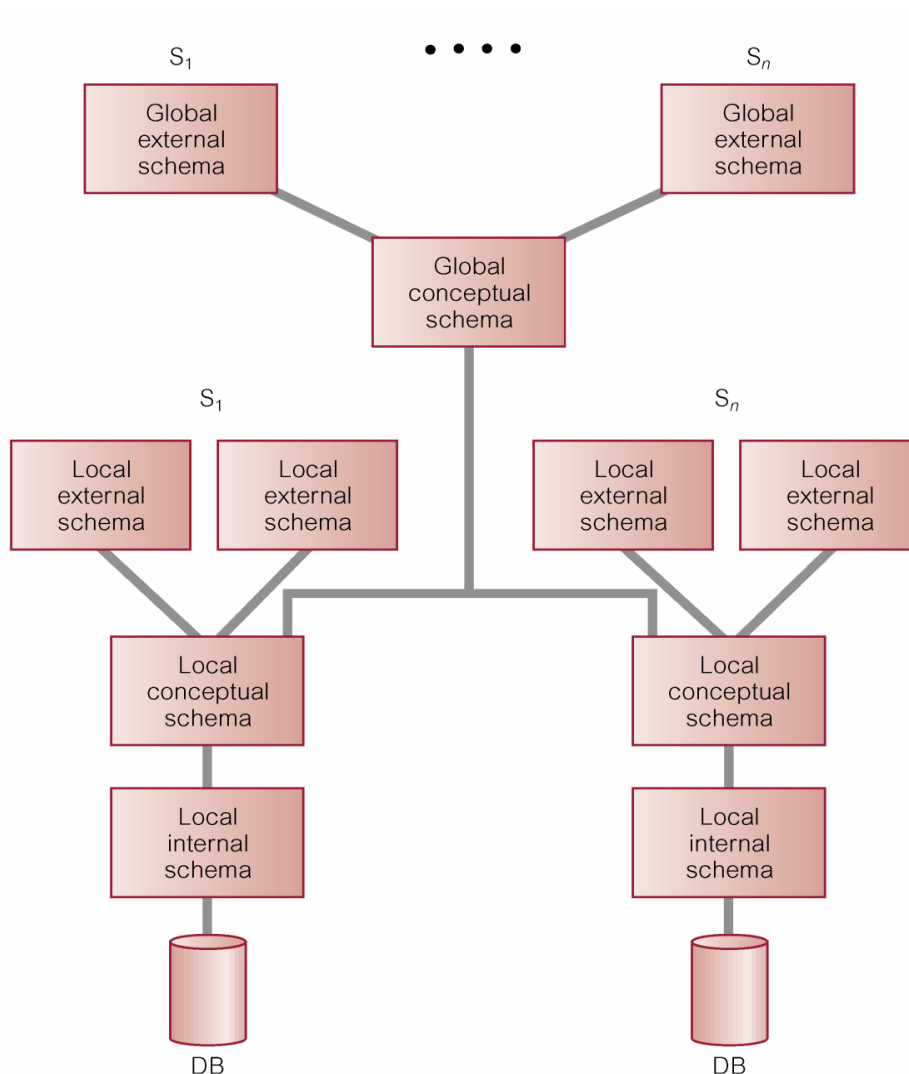 S₁
Sₙ
Global
external
schema
Global
external
schema
Global
conceptual
schema
S₁
Sₙ
Local
external
schema
Local
external
schema
Local
external
schema
Local
external
schema
Local
conceptual
schema
Local
conceptual
schema
Local
internal
schema
Local
internal
schema
DB
DB